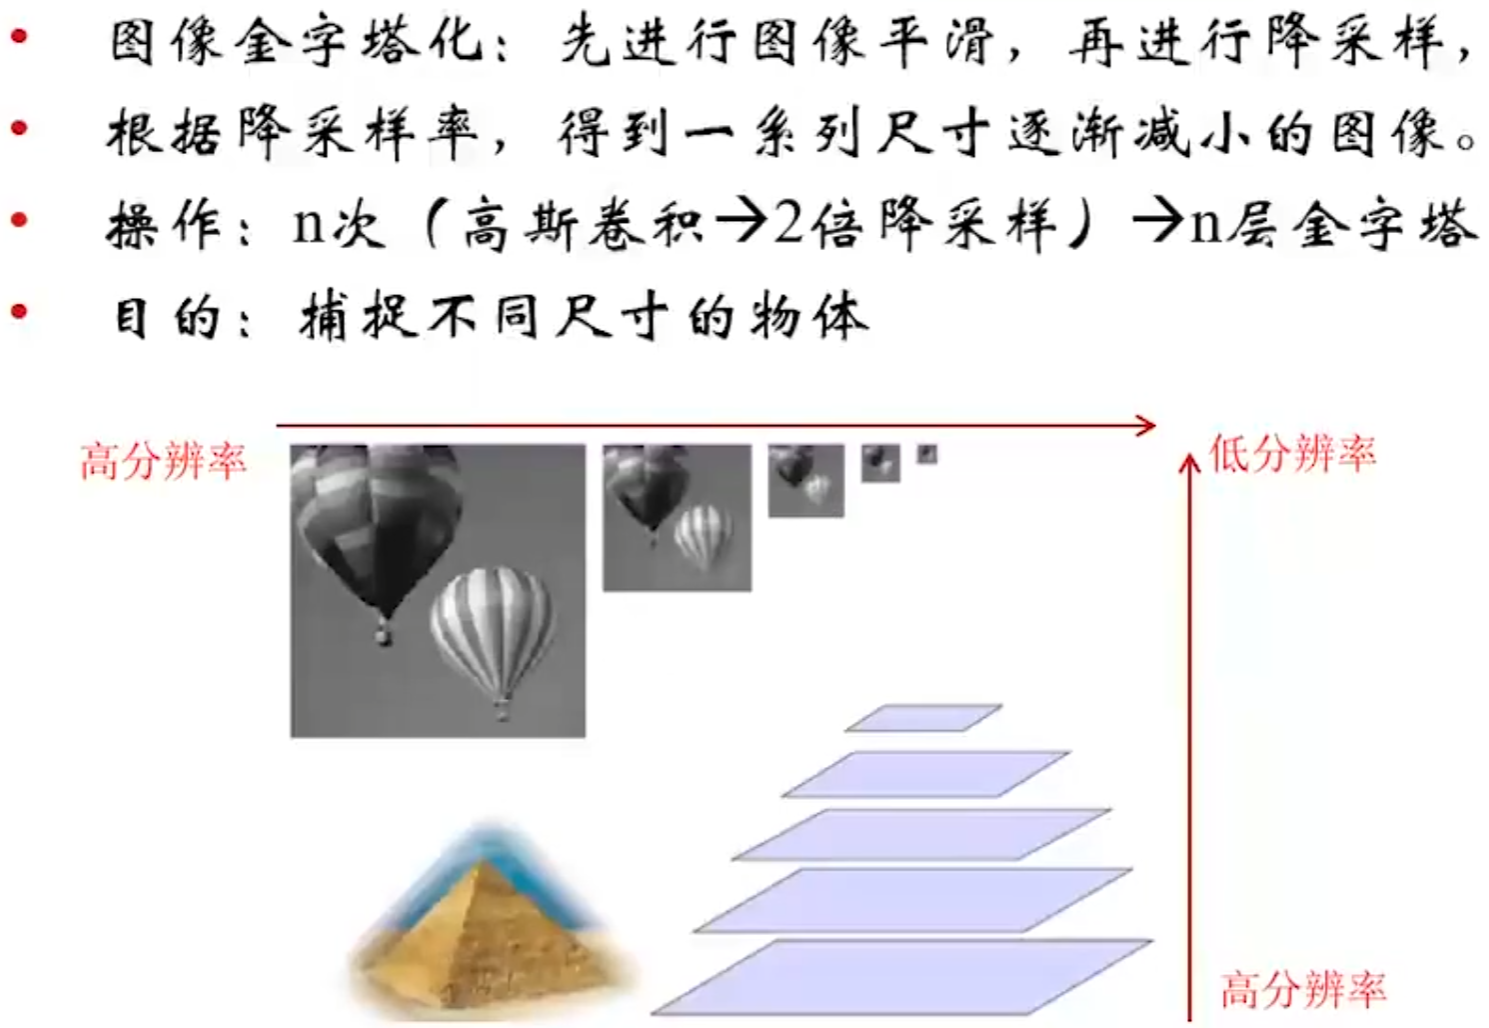 • 图像金字塔化：先进行图像平滑，再进行降采样，
• 根据降采样率，得到一系列尺寸逐渐减小的图像。
• 操作：n次（高斯卷积→2倍降采样）→n层金字塔
• 目的：捕捉不同尺寸的物体
高分辨率
低分辨率
高分辨率